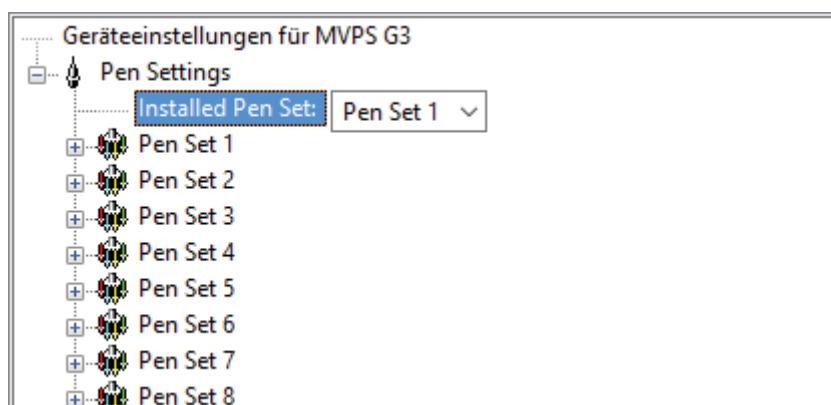 Geräteeinstellungen für MVPS G3
Pen Settings
Installed Pen Set: Pen Set 1
Pen Set 1
Pen Set 2
Pen Set 3
Pen Set 4
Pen Set 5
Pen Set 6
Pen Set 7
Pen Set 8